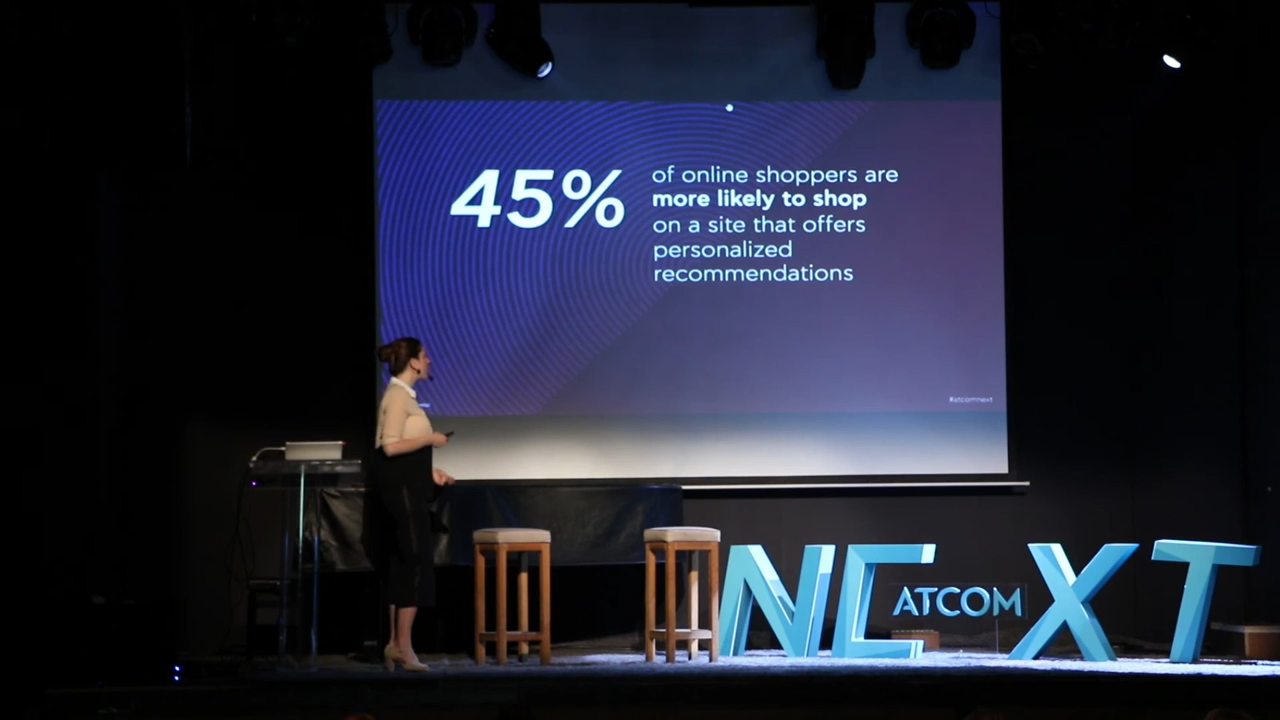 45%
of online shoppers are
more likely to shop
on a site that offers
personalized
recommendations
#atcomnext
NEXT
ATCOM